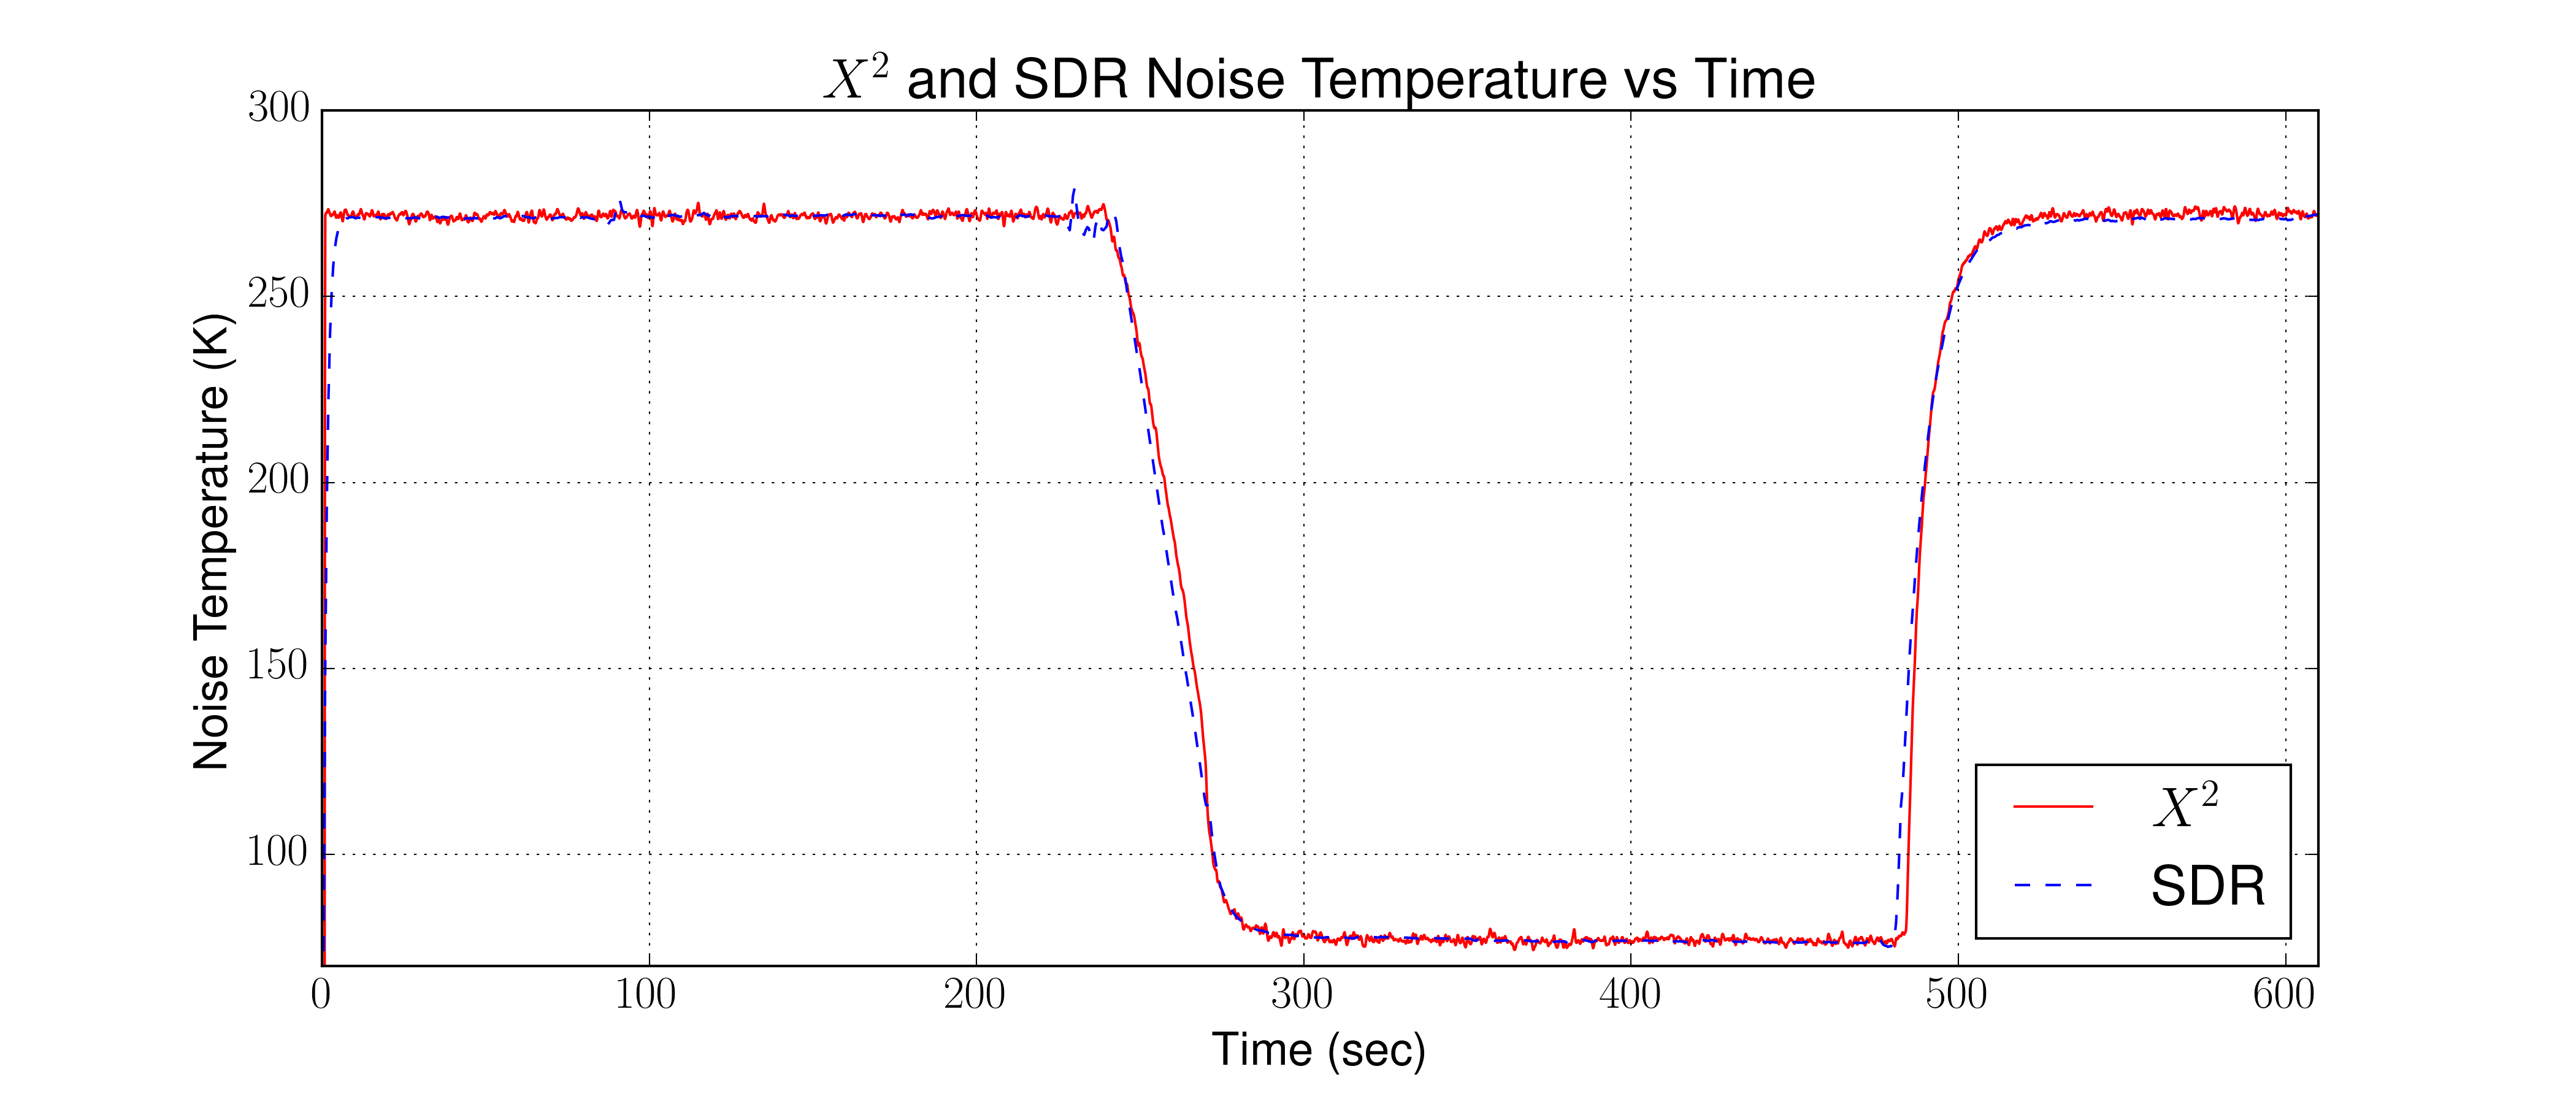 X² and SDR Noise Temperature vs Time
Noise Temperature (K)
300
250
200
150
100
0 100 200 300 400 500 600
Time (sec)
X²
SDR